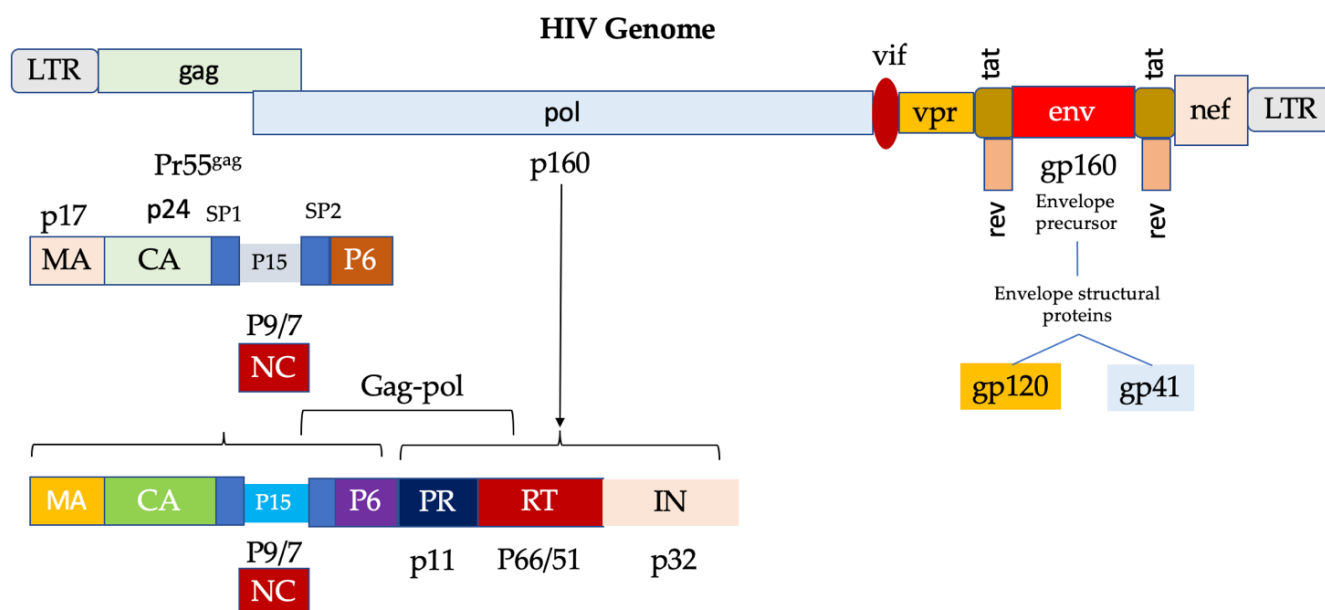 HIV Genome
LTR
gag
pol
vif
vpr
tat
env
tat
nef
LTR
rev
rev
Pr55gag
p160
gp160
Envelope
precursor
p17
p24
SP1
SP2
MA
CA
P15
P6
Envelope structural
proteins
P9/7
NC
gp120
gp41
Gag-pol
MA
CA
P15
P6
PR
RT
IN
P9/7
NC
p11
P66/51
p32